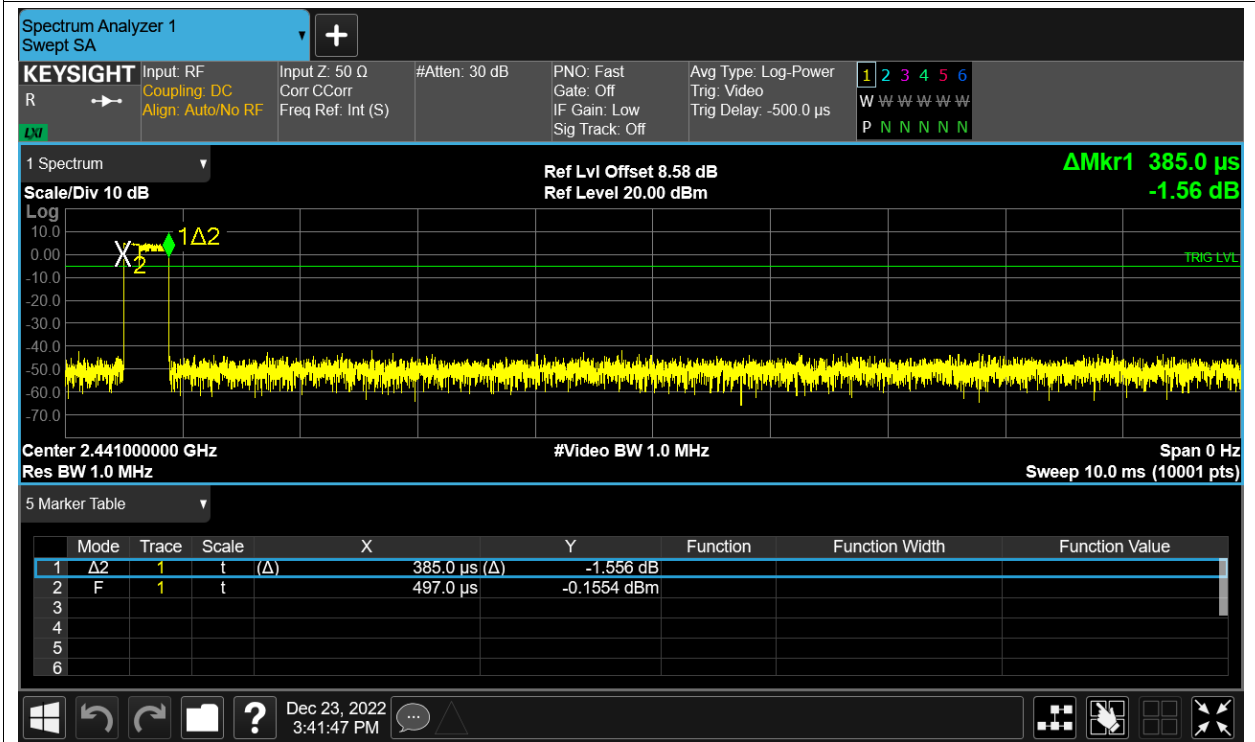 Spectrum Analyzer 1
Swept SA
KEYSIGHT
R
LXI
Input: RF
Coupling: DC
Align: Auto/No RF
Input Z: 50 Ω
Corr CCorr
Freq Ref: Int (S)
#Atten: 30 dB
PNO: Fast
Gate: Off
IF Gain: Low
Sig Track: Off
Avg Type: Log-Power
Trig: Video
Trig Delay: -500.0 µs
1 2 3 4 5 6
W W W W W W
P N N N N N
1 Spectrum
Scale/Div 10 dB
Ref Lvl Offset 8.58 dB
Ref Level 20.00 dBm
ΔMkr1 385.0 µs
-1.56 dB
Log
10.0
0.00
-10.0
-20.0
-30.0
-40.0
-50.0
-60.0
-70.0
X
2
1Δ2
TRIG LVL
Center 2.441000000 GHz
#Video BW 1.0 MHz
Span 0 Hz
Res BW 1.0 MHz
Sweep 10.0 ms (10001 pts)
5 Marker Table
Mode Trace Scale X Y Function Function Width Function Value
1 Δ2 1 t (Δ) 385.0 µs (Δ) -1.556 dB
2 F 1 t 497.0 µs -0.1554 dBm
3
4
5
6
?
Dec 23, 2022
3:41:47 PM